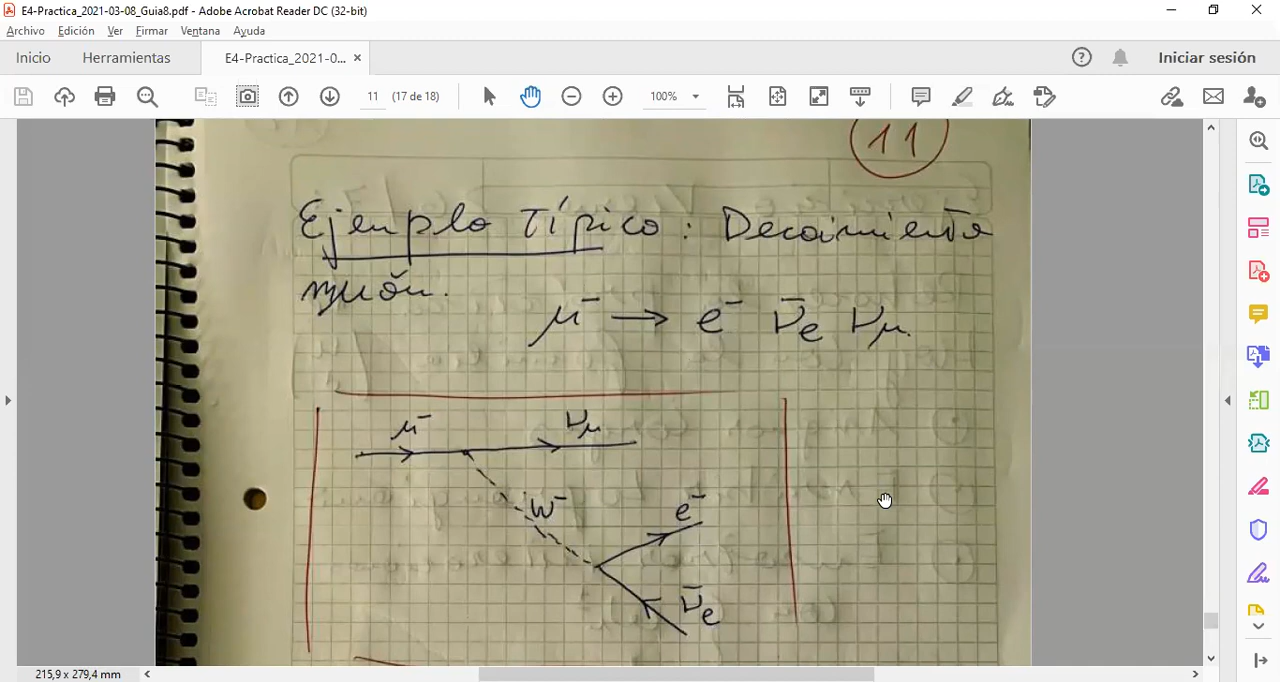 E4-Practica_2021-03-08_Guia8.pdf - Adobe Acrobat Reader DC (32-bit)
Archivo Edición Ver Firmar Ventana Ayuda
Inicio Herramientas E4-Practica_2021-0... × Iniciar sesión
11 (17 de 18) 100%
11
Ejemplo Típico: Decaimiento
muón.
μ⁻ → e⁻ ν̄e νμ.
μ⁻ νμ
W⁻ e⁻
ν̄e
215,9 x 279,4 mm